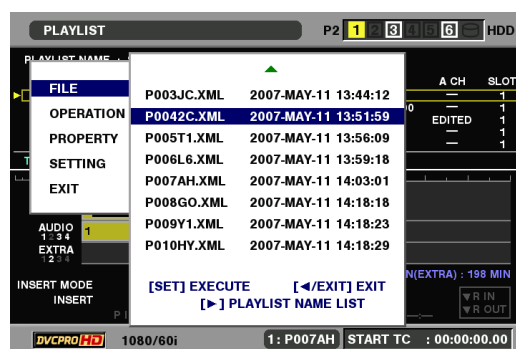 PLAYLIST P2 1 2 3 4 5 6 HDD
PLAYLIST NAME :
A CH SLOT
FILE
OPERATION
PROPERTY
SETTING
EXIT
P003JC.XML 2007-MAY-11 13:44:12
P0042C.XML 2007-MAY-11 13:51:59
P005T1.XML 2007-MAY-11 13:56:09
P006L6.XML 2007-MAY-11 13:59:18
P007AH.XML 2007-MAY-11 14:03:01
P008GO.XML 2007-MAY-11 14:18:18
P009Y1.XML 2007-MAY-11 14:18:23
P010HY.XML 2007-MAY-11 14:18:29
[SET] EXECUTE [◄/EXIT] EXIT
[►] PLAYLIST NAME LIST
— 1
— 1
EDITED 1
— 1
AUDIO 1
1 2 3 4
EXTRA
1 2 3 4
N(EXTRA) : 198 MIN
INSERT MODE
INSERT
▼R IN
▼R OUT
DVCPRO HD 1080/60i 1: P007AH START TC : 00:00:00.00